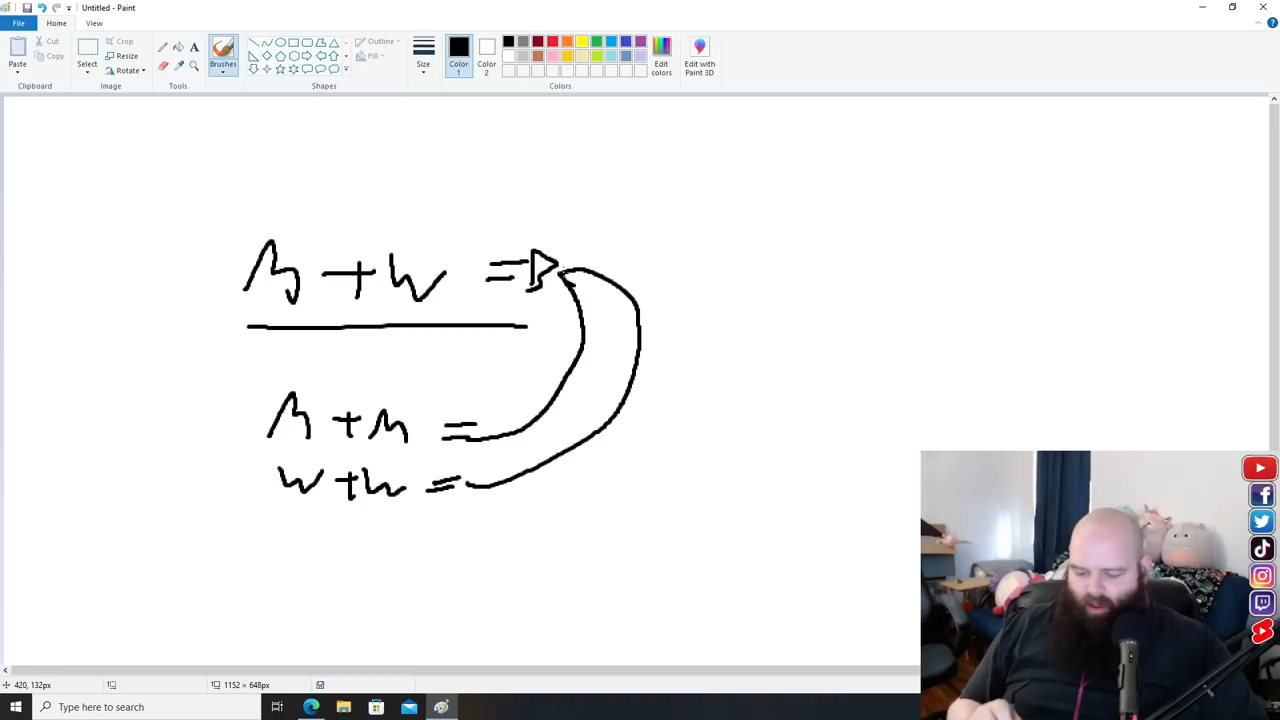 Untitled - Paint
File Home View
Paste
Cut
Copy
Clipboard
Select
Crop
Resize
Rotate
Image
Tools
Brushes
Shapes
Outline
Fill
Size
Color 1
Color 2
Colors
Edit colors
Edit with Paint 3D
M + W =
M + M =
W + W =
420, 132px
1152 × 648px
Type here to search